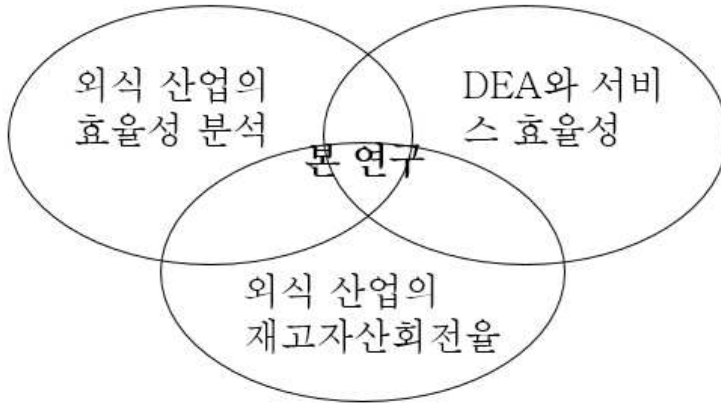 외식 산업의
효율성 분석
DEA와 서비
스 효율성
본 연구
외식 산업의
재고자산회전율